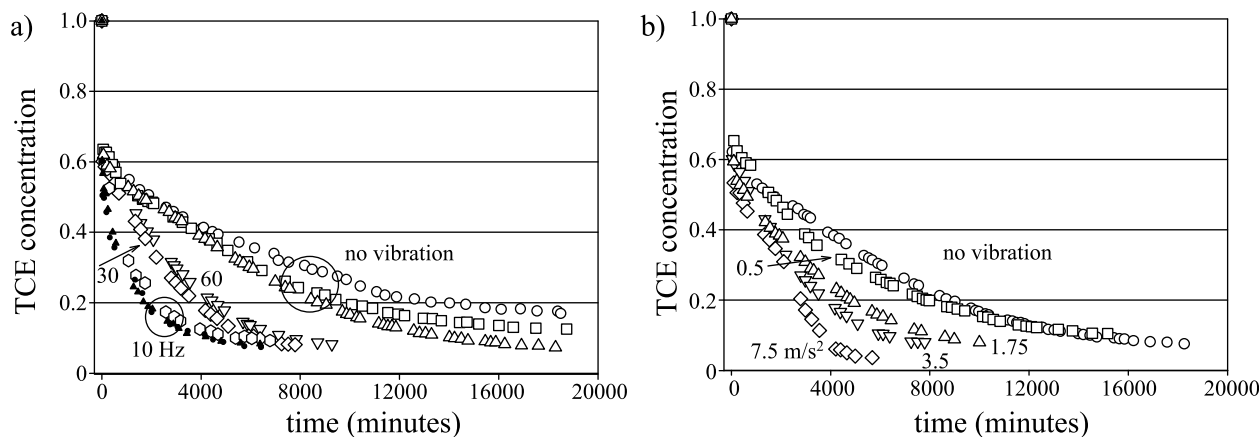 a)
TCE concentration
1.0
0.8
0.6
0.4
0.2
0
no vibration
30
60
10 Hz
0 4000 8000 12000 16000 20000
time (minutes)
b)
TCE concentration
1.0
0.8
0.6
0.4
0.2
0
no vibration
0.5
7.5 m/s²
3.5
1.75
0 4000 8000 12000 16000 20000
time (minutes)